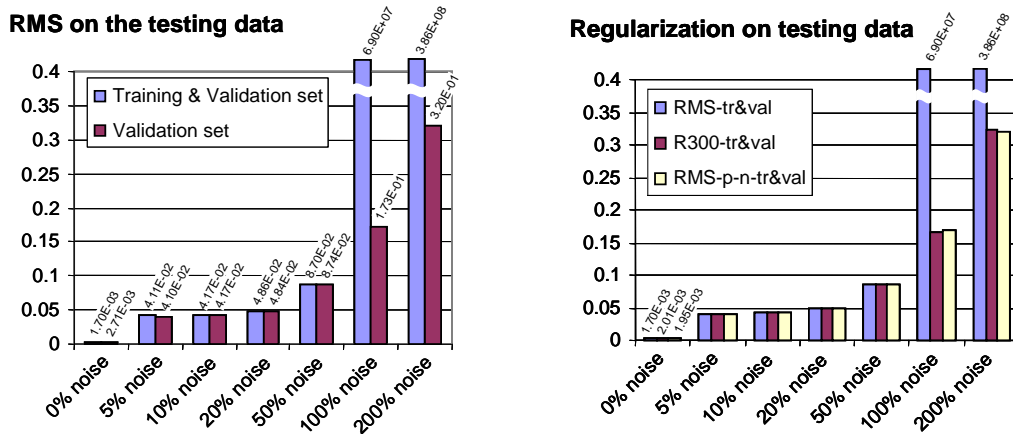 RMS on the testing data
6.90E+07
3.86E+08
0.4
0.35
0.3
0.25
0.2
0.15
0.1
0.05
0
Training & Validation set
Validation set
1.70E-03
2.71E-03
4.11E-02
4.10E-02
4.17E-02
4.17E-02
4.86E-02
4.84E-02
8.70E-02
8.74E-02
1.73E-01
3.20E-01
0% noise
5% noise
10% noise
20% noise
50% noise
100% noise
200% noise
Regularization on testing data
6.90E+07
3.86E+08
0.4
0.35
0.3
0.25
0.2
0.15
0.1
0.05
0
RMS-tr&val
R300-tr&val
RMS-p-n-tr&val
1.70E-03
2.01E-03
1.95E-03
0% noise
5% noise
10% noise
20% noise
50% noise
100% noise
200% noise